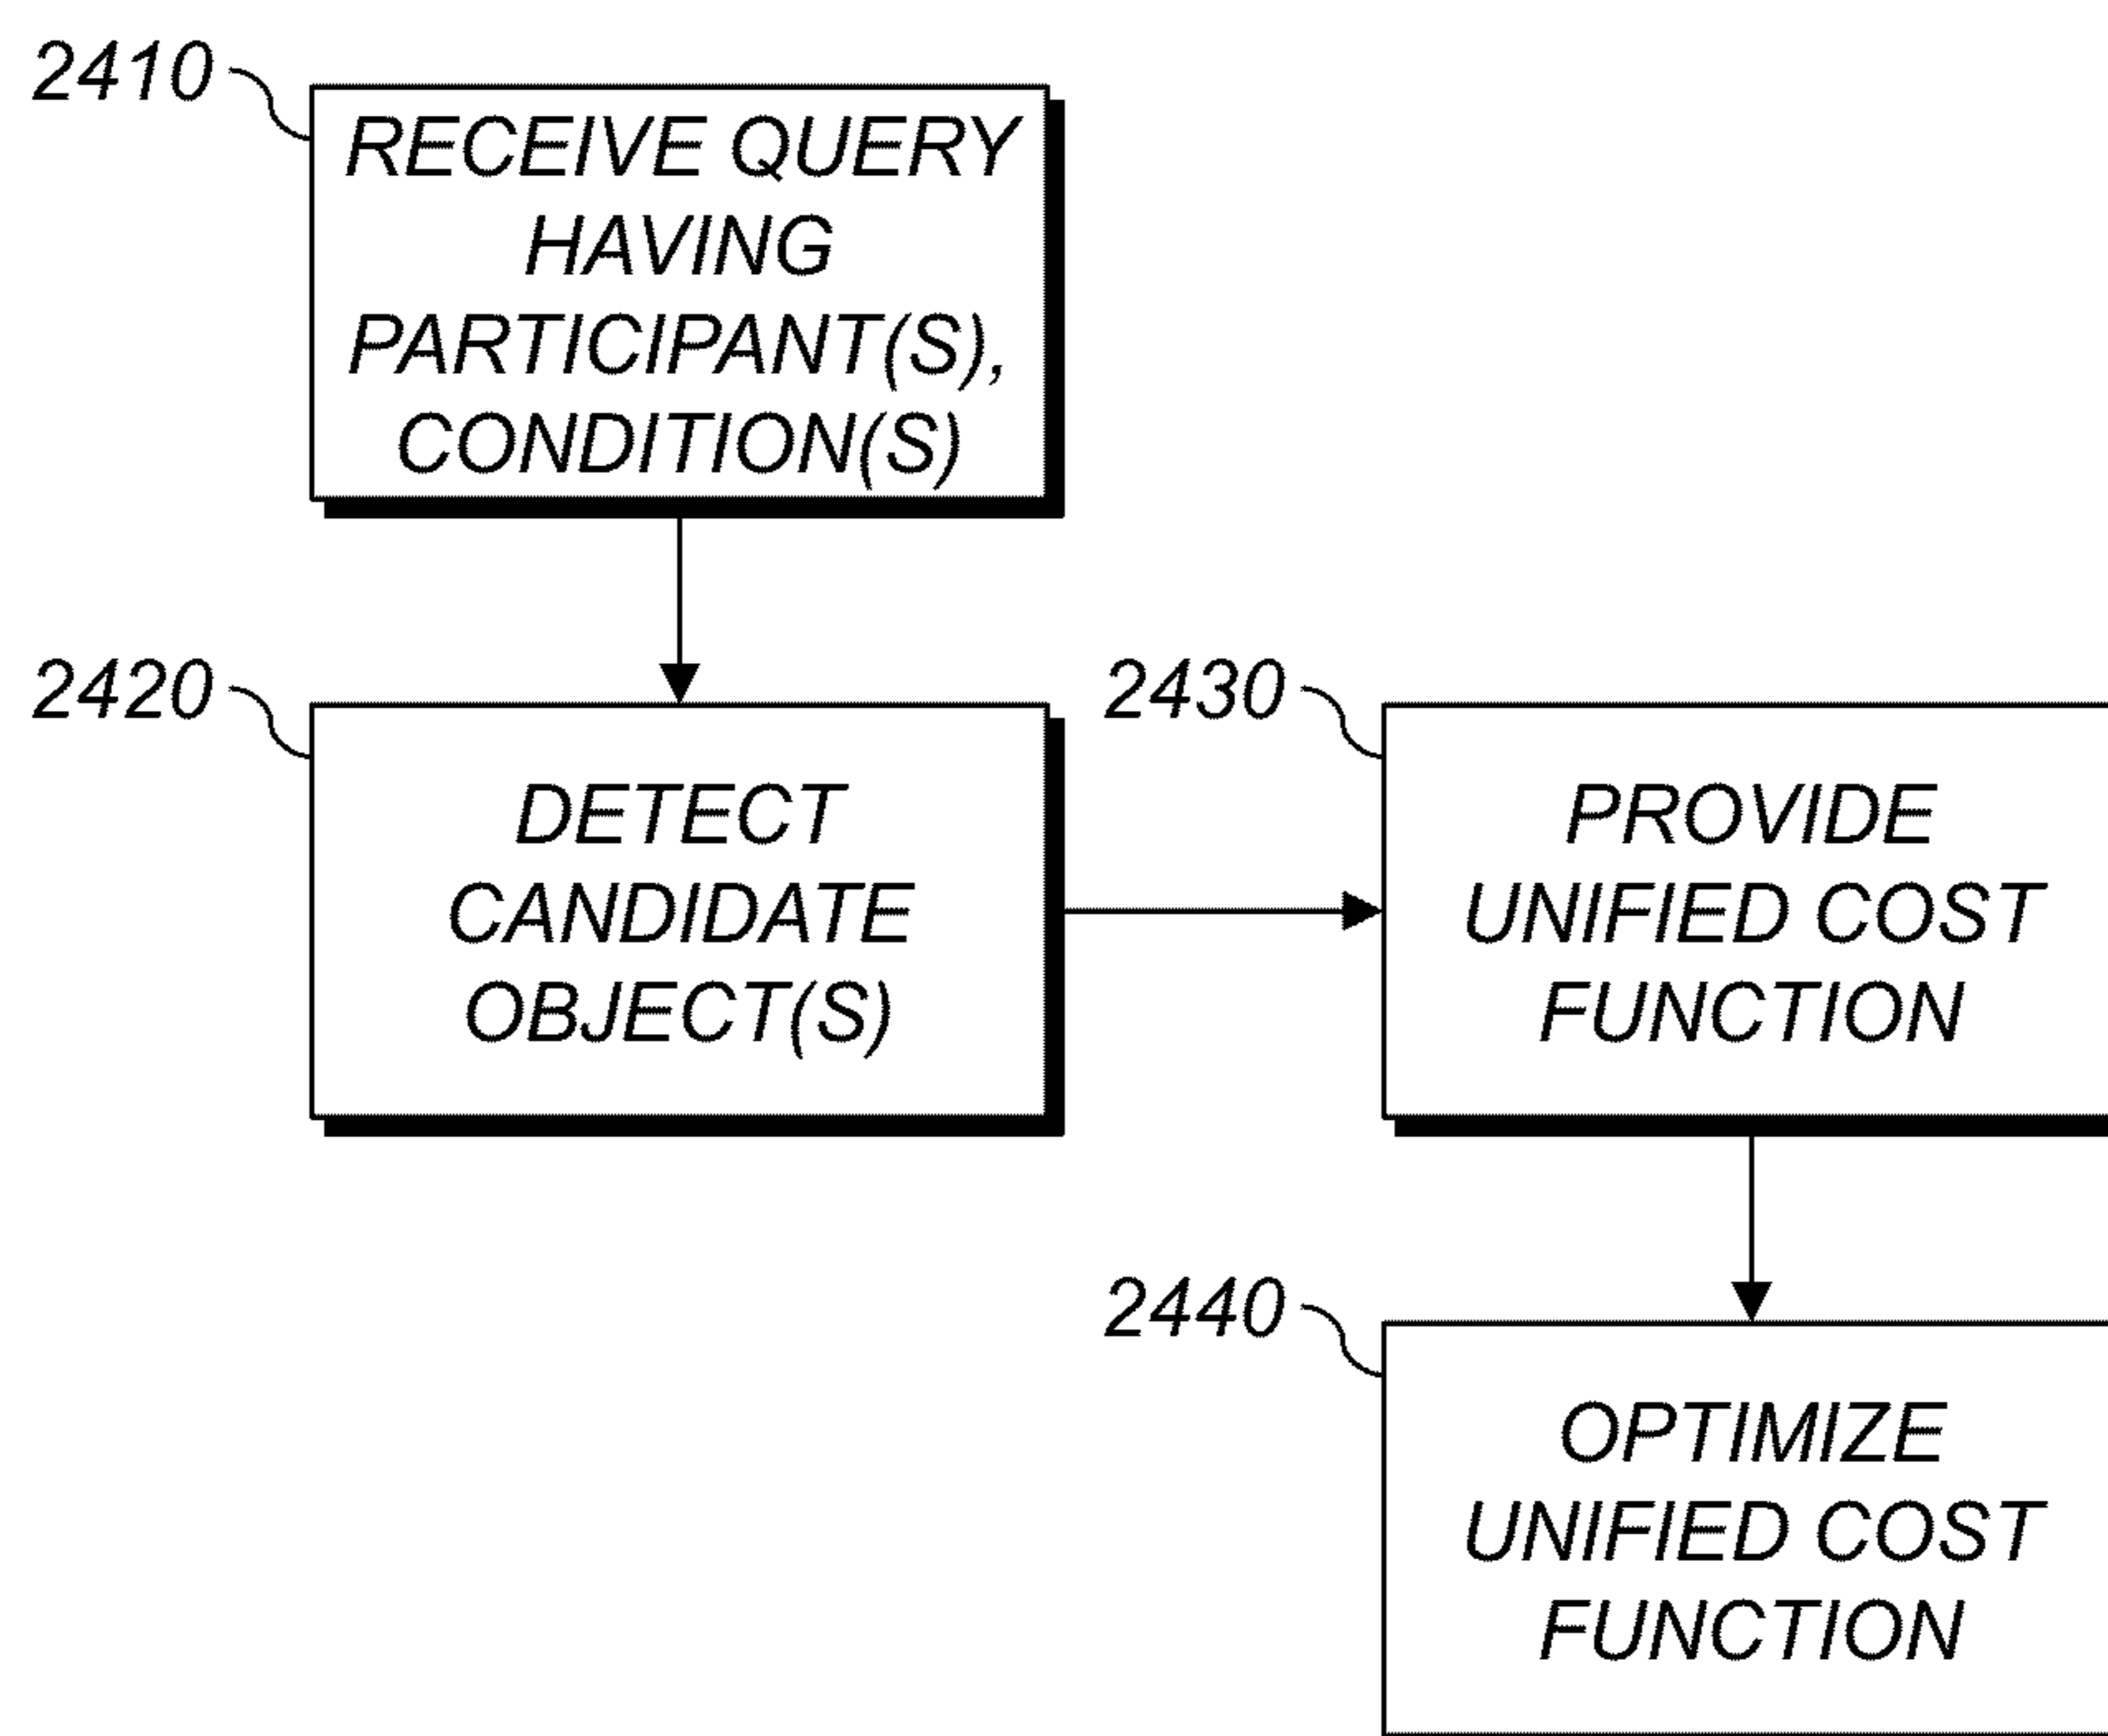 2410
RECEIVE QUERY
HAVING
PARTICIPANT(S),
CONDITION(S)
2420
DETECT
CANDIDATE
OBJECT(S)
2430
PROVIDE
UNIFIED COST
FUNCTION
2440
OPTIMIZE
UNIFIED COST
FUNCTION